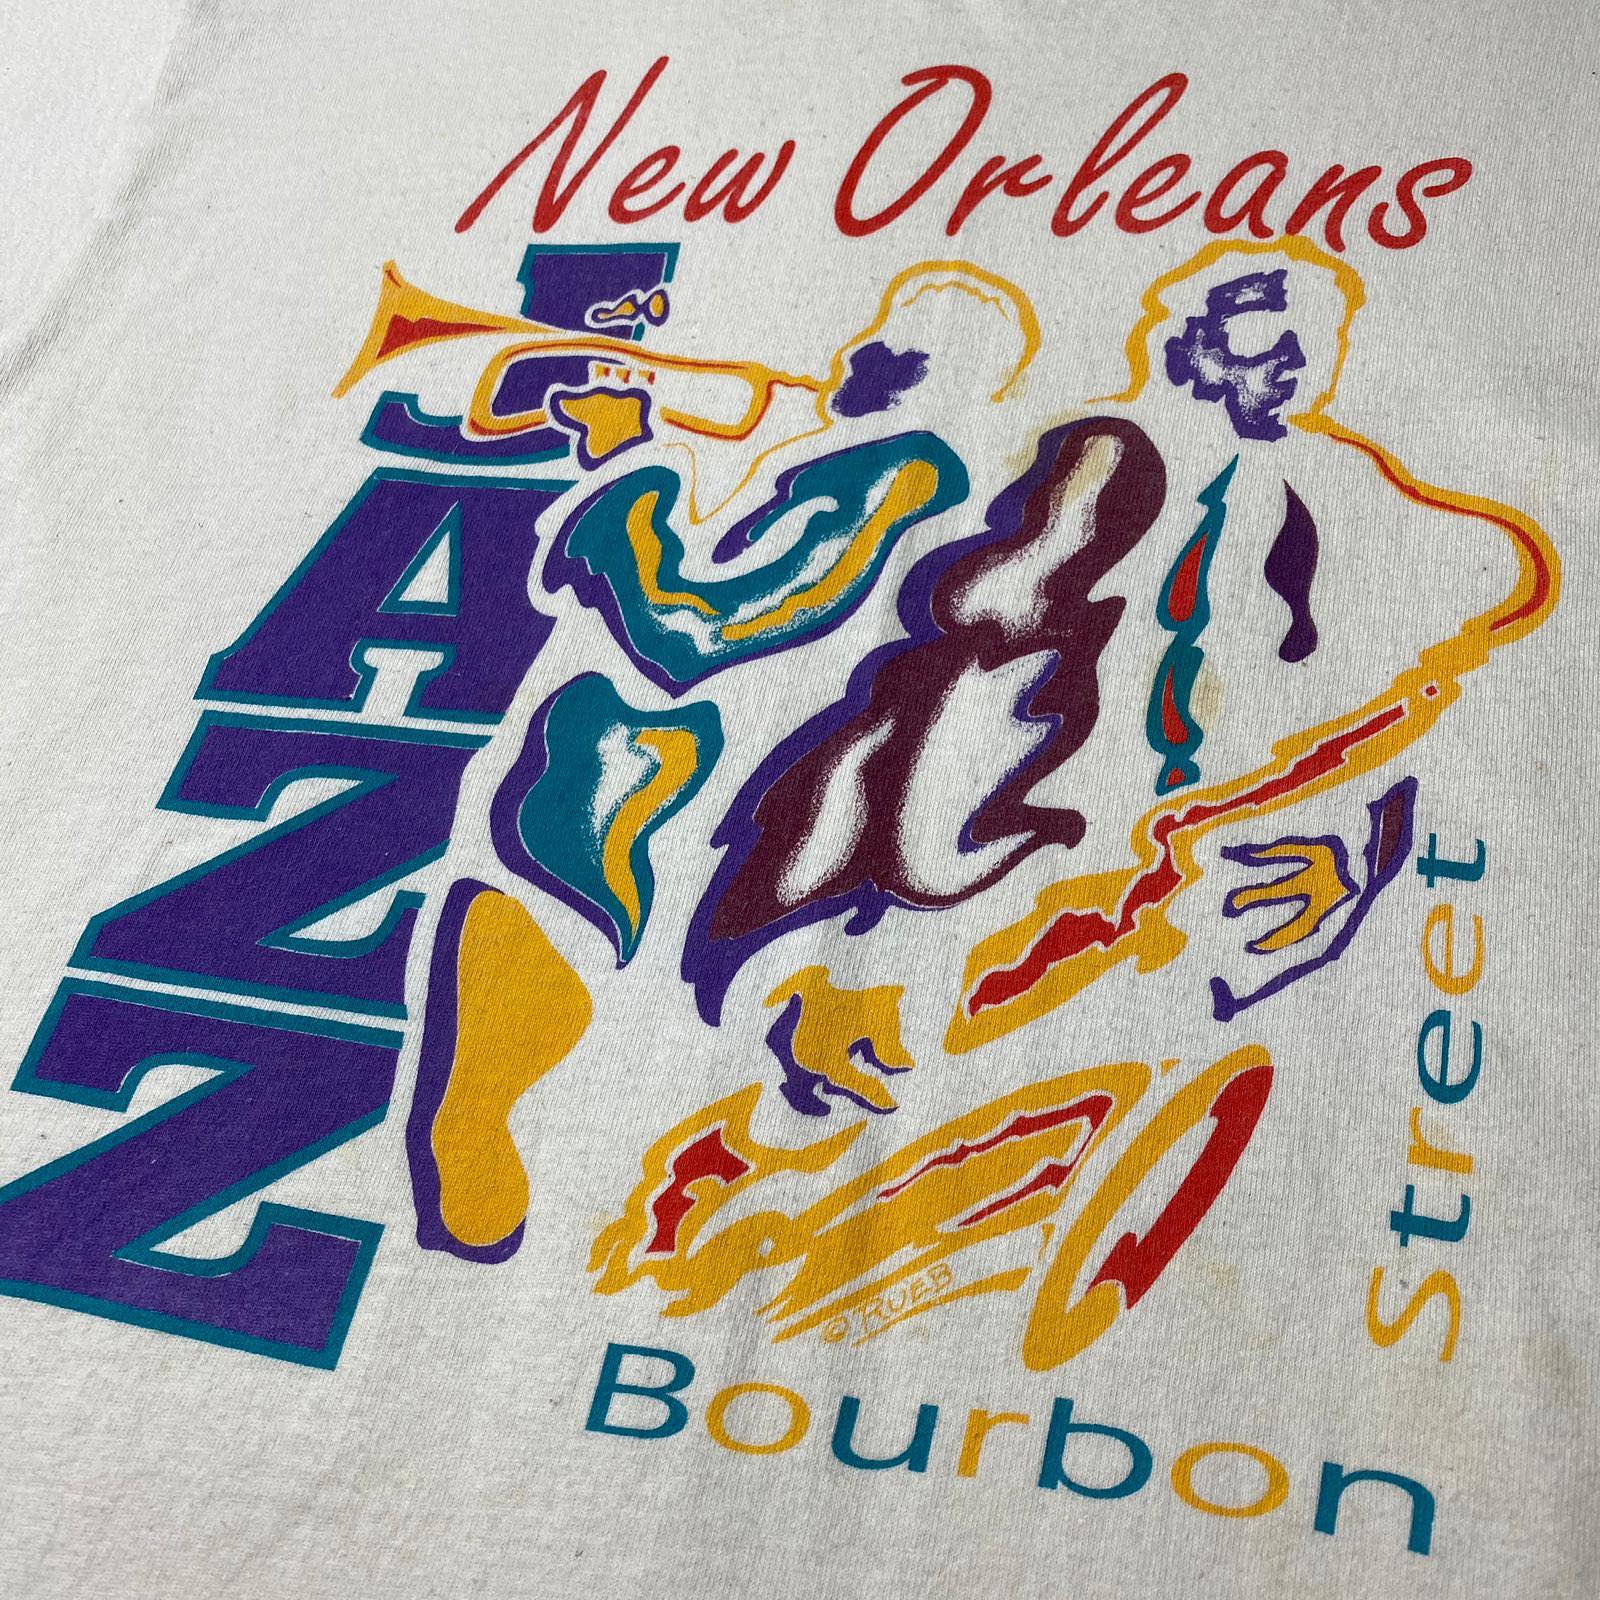 New Orleans
JAZZ
© RUEB
Bourbon
Street